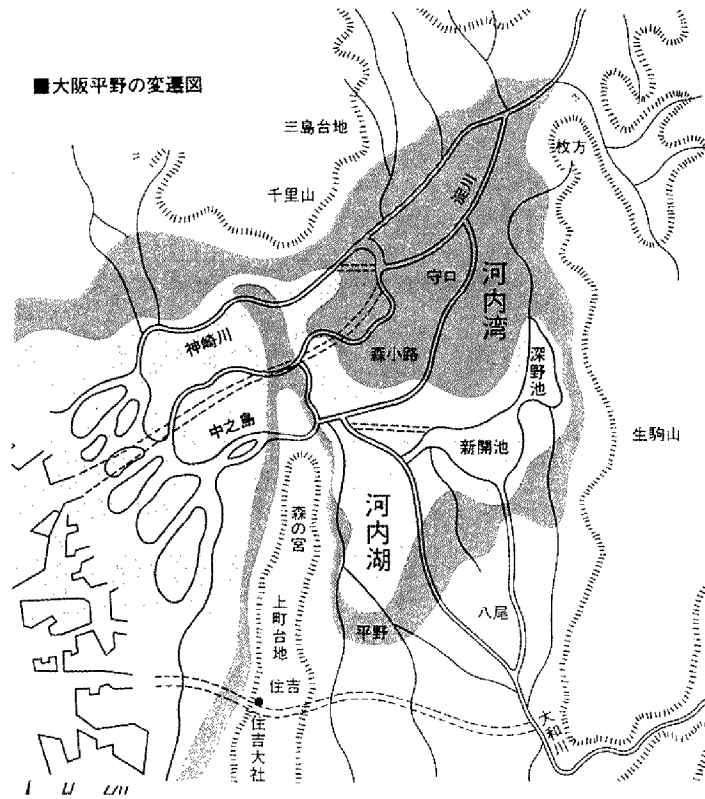 ■大阪平野の変遷図
三島台地
枚方
千里山
淀川
守口
河内湾
神崎川
森小路
深野池
中之島
新開池
生駒山
森の宮
河内湖
上町台地
八尾
平野
住吉
住吉大社
大和川